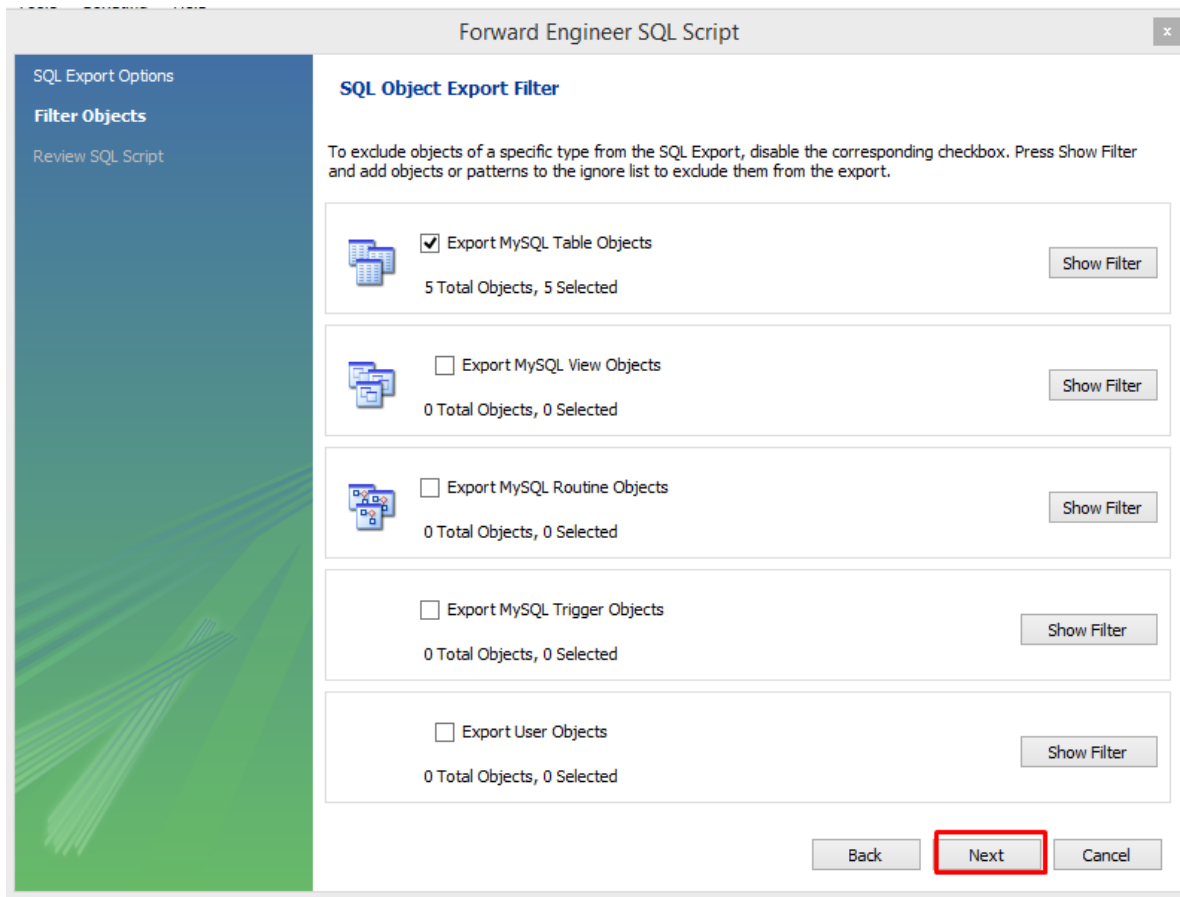 Forward Engineer SQL Script
x
SQL Export Options
Filter Objects
Review SQL Script
SQL Object Export Filter
To exclude objects of a specific type from the SQL Export, disable the corresponding checkbox. Press Show Filter
and add objects or patterns to the ignore list to exclude them from the export.
Export MySQL Table Objects
5 Total Objects, 5 Selected
Show Filter
Export MySQL View Objects
0 Total Objects, 0 Selected
Show Filter
Export MySQL Routine Objects
0 Total Objects, 0 Selected
Show Filter
Export MySQL Trigger Objects
0 Total Objects, 0 Selected
Show Filter
Export User Objects
0 Total Objects, 0 Selected
Show Filter
Back
Next
Cancel